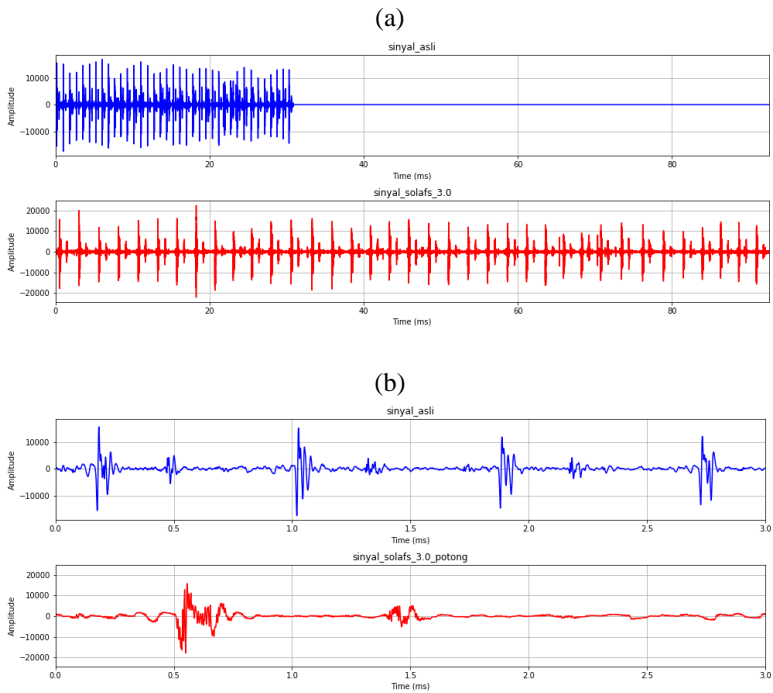 (a)
sinyal_asli
10000
0
-10000
Amplitude
0 20 40 60 80
Time (ms)
sinyal_solafs_3.0
20000
10000
0
-10000
-20000
Amplitude
0 20 40 60 80
Time (ms)
(b)
sinyal_asli
10000
0
-10000
Amplitude
0.0 0.5 1.0 1.5 2.0 2.5 3.0
Time (ms)
sinyal_solafs_3.0_potong
20000
10000
0
-10000
-20000
Amplitude
0.0 0.5 1.0 1.5 2.0 2.5 3.0
Time (ms)